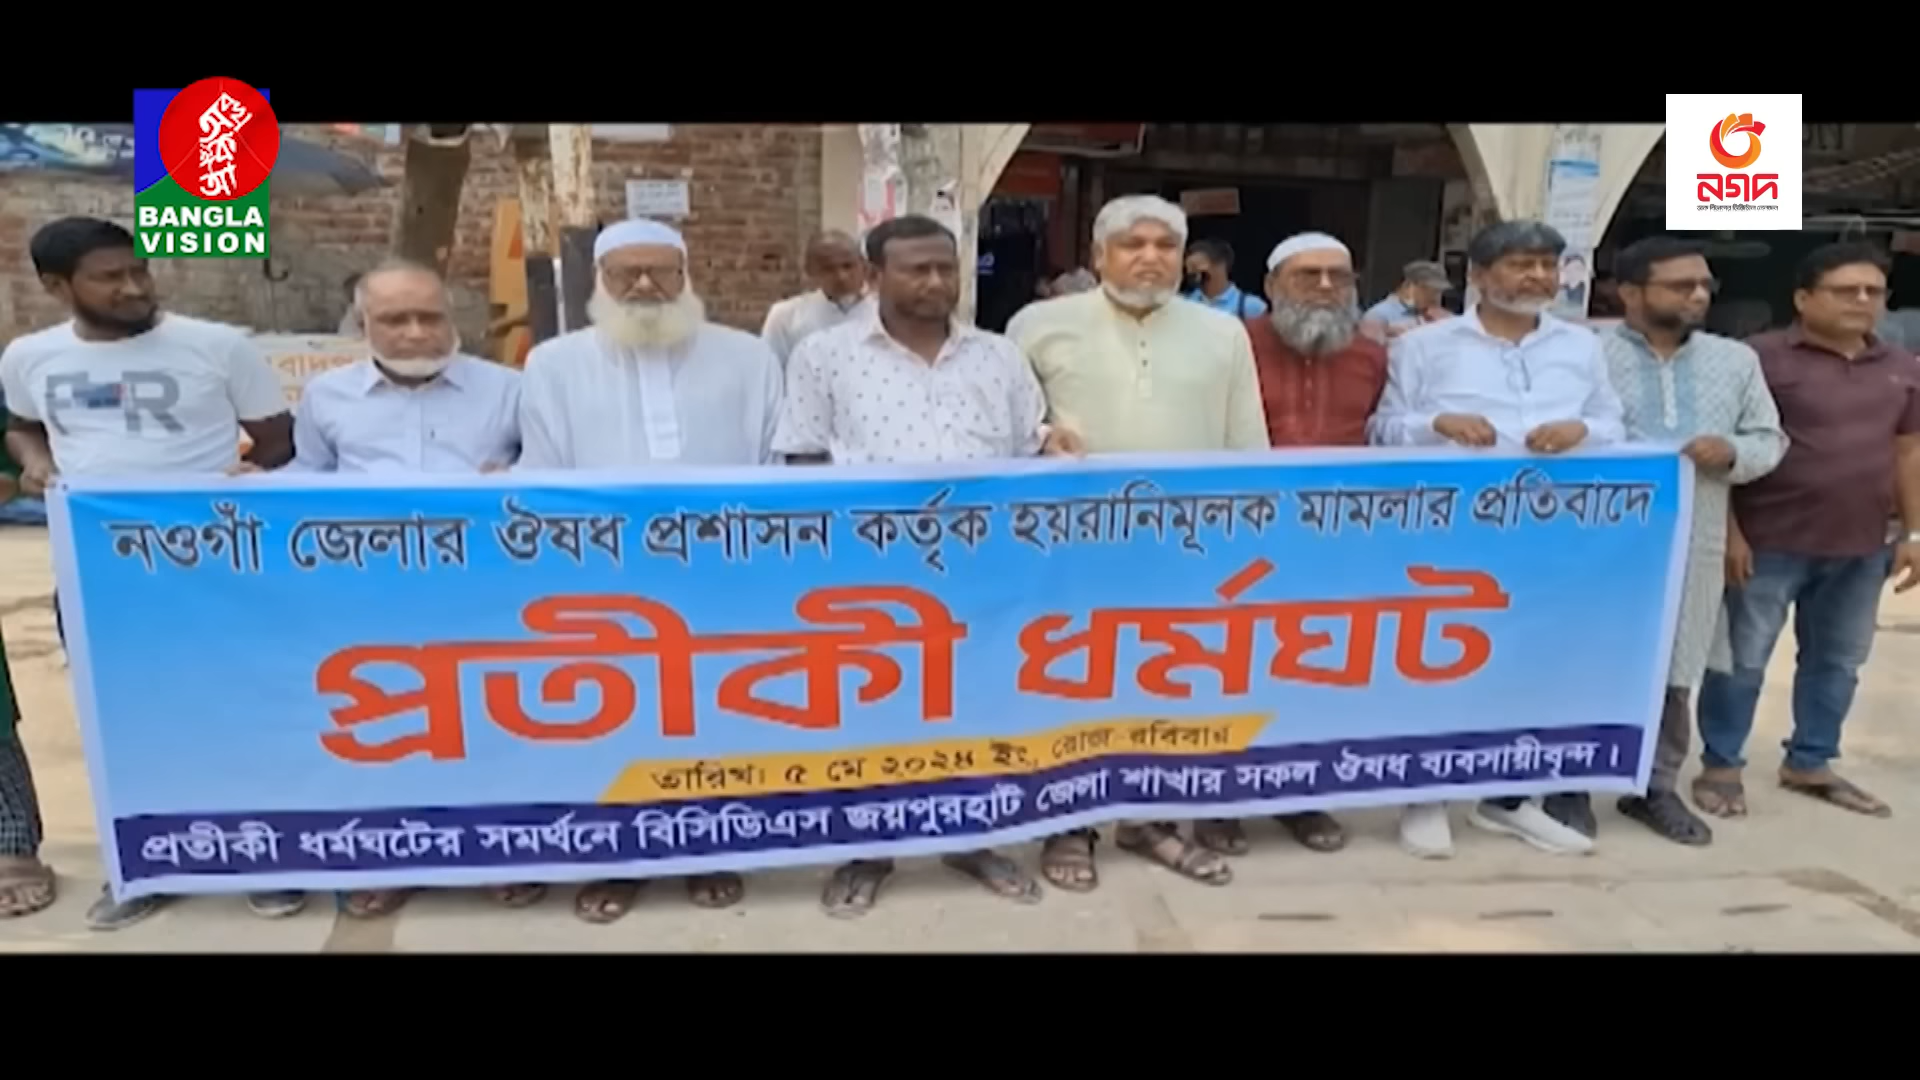 BANGLA
VISION
নগদ
নওগাঁ জেলার ঔষধ প্রশাসন কর্তৃক হয়রানিমূলক মামলার প্রতিবাদে
প্রতীকী ধর্মঘট
তারিখ: ৫ মে ২০২৪ ইং, রোজ-রবিবার
প্রতীকী ধর্মঘটের সমর্থনে বিসিডিএস জয়পুরহাট জেলা শাখার সকল ঔষধ ব্যবসায়ীবৃন্দ।